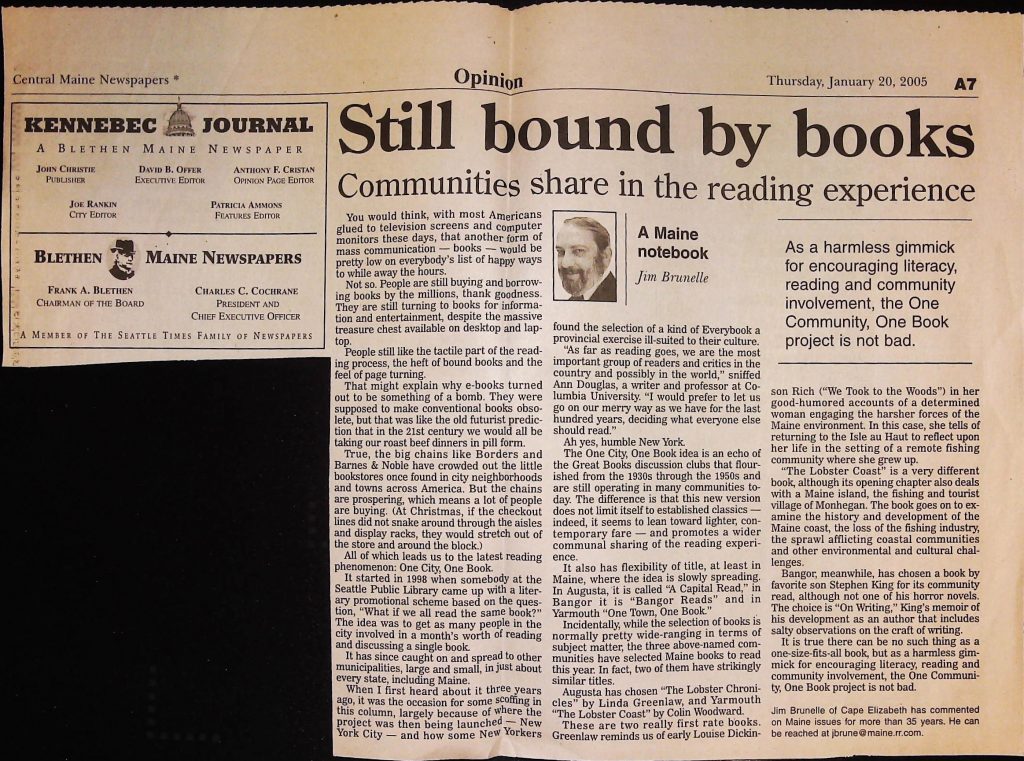 Central Maine Newspapers *
Opinion
Thursday, January 20, 2005 A7
KENNEBEC JOURNAL
A BLETHEN MAINE NEWSPAPER
JOHN CHRISTIE
PUBLISHER
DAVID B. OFFER
EXECUTIVE EDITOR
ANTHONY F. CRISTAN
OPINION PAGE EDITOR
JOE RANKIN
CITY EDITOR
PATRICIA AMMONS
FEATURES EDITOR
BLETHEN MAINE NEWSPAPERS
FRANK A. BLETHEN
CHAIRMAN OF THE BOARD
CHARLES C. COCHRANE
PRESIDENT AND
CHIEF EXECUTIVE OFFICER
A MEMBER OF THE SEATTLE TIMES FAMILY OF NEWSPAPERS
Still bound by books
Communities share in the reading experience
You would think, with most Americans
glued to television screens and computer
monitors these days, that another form of
mass communication — books — would be
pretty low on everybody's list of happy ways
to while away the hours.
Not so. People are still buying and borrow-
ing books by the millions, thank goodness.
They are still turning to books for informa-
tion and entertainment, despite the massive
treasure chest available on desktop and lap-
top.
People still like the tactile part of the read-
ing process, the heft of bound books and the
feel of page turning.
That might explain why e-books turned
out to be something of a bomb. They were
supposed to make conventional books obso-
lete, but that was like the old futurist predic-
tion that in the 21st century we would all be
taking our roast beef dinners in pill form.
True, the big chains like Borders and
Barnes & Noble have crowded out the little
bookstores once found in city neighborhoods
and towns across America. But the chains
are prospering, which means a lot of people
are buying. (At Christmas, if the checkout
lines did not snake around through the aisles
and display racks, they would stretch out of
the store and around the block.)
All of which leads us to the latest reading
phenomenon: One City, One Book.
It started in 1998 when somebody at the
Seattle Public Library came up with a liter-
ary promotional scheme based on the ques-
tion, "What if we all read the same book?"
The idea was to get as many people in the
city involved in a month's worth of reading
and discussing a single book.
It has since caught on and spread to other
municipalities, large and small, in just about
every state, including Maine.
When I first heard about it three years
ago, it was the occasion for some scoffing in
this column, largely because of where the
project was then being launched — New
York City — and how some New Yorkers
A Maine
notebook
Jim Brunelle
found the selection of a kind of Everybook a
provincial exercise ill-suited to their culture.
"As far as reading goes, we are the most
important group of readers and critics in the
country and possibly in the world," sniffed
Ann Douglas, a writer and professor at Co-
lumbia University. "I would prefer to let us
go on our merry way as we have for the last
hundred years, deciding what everyone else
should read."
Ah yes, humble New York.
The One City, One Book idea is an echo of
the Great Books discussion clubs that flour-
ished from the 1930s through the 1950s and
are still operating in many communities to-
day. The difference is that this new version
does not limit itself to established classics —
indeed, it seems to lean toward lighter, con-
temporary fare — and promotes a wider
communal sharing of the reading experi-
ence.
It also has flexibility of title, at least in
Maine, where the idea is slowly spreading.
In Augusta, it is called "A Capital Read," in
Bangor it is "Bangor Reads" and in
Yarmouth "One Town, One Book."
Incidentally, while the selection of books is
normally pretty wide-ranging in terms of
subject matter, the three above-named com-
munities have selected Maine books to read
this year. In fact, two of them have strikingly
similar titles.
Augusta has chosen "The Lobster Chroni-
cles" by Linda Greenlaw, and Yarmouth
"The Lobster Coast" by Colin Woodward.
These are two really first rate books.
Greenlaw reminds us of early Louise Dickin-
As a harmless gimmick
for encouraging literacy,
reading and community
involvement, the One
Community, One Book
project is not bad.
son Rich ("We Took to the Woods") in her
good-humored accounts of a determined
woman engaging the harsher forces of the
Maine environment. In this case, she tells of
returning to the Isle au Haut to reflect upon
her life in the setting of a remote fishing
community where she grew up.
"The Lobster Coast" is a very different
book, although its opening chapter also deals
with a Maine island, the fishing and tourist
village of Monhegan. The book goes on to ex-
amine the history and development of the
Maine coast, the loss of the fishing industry,
the sprawl afflicting coastal communities
and other environmental and cultural chal-
lenges.
Bangor, meanwhile, has chosen a book by
favorite son Stephen King for its community
read, although not one of his horror novels.
The choice is "On Writing," King's memoir of
his development as an author that includes
salty observations on the craft of writing.
It is true there can be no such thing as a
one-size-fits-all book, but as a harmless gim-
mick for encouraging literacy, reading and
community involvement, the One Communi-
ty, One Book project is not bad.
Jim Brunelle of Cape Elizabeth has commented
on Maine issues for more than 35 years. He can
be reached at jbrune@maine.rr.com.